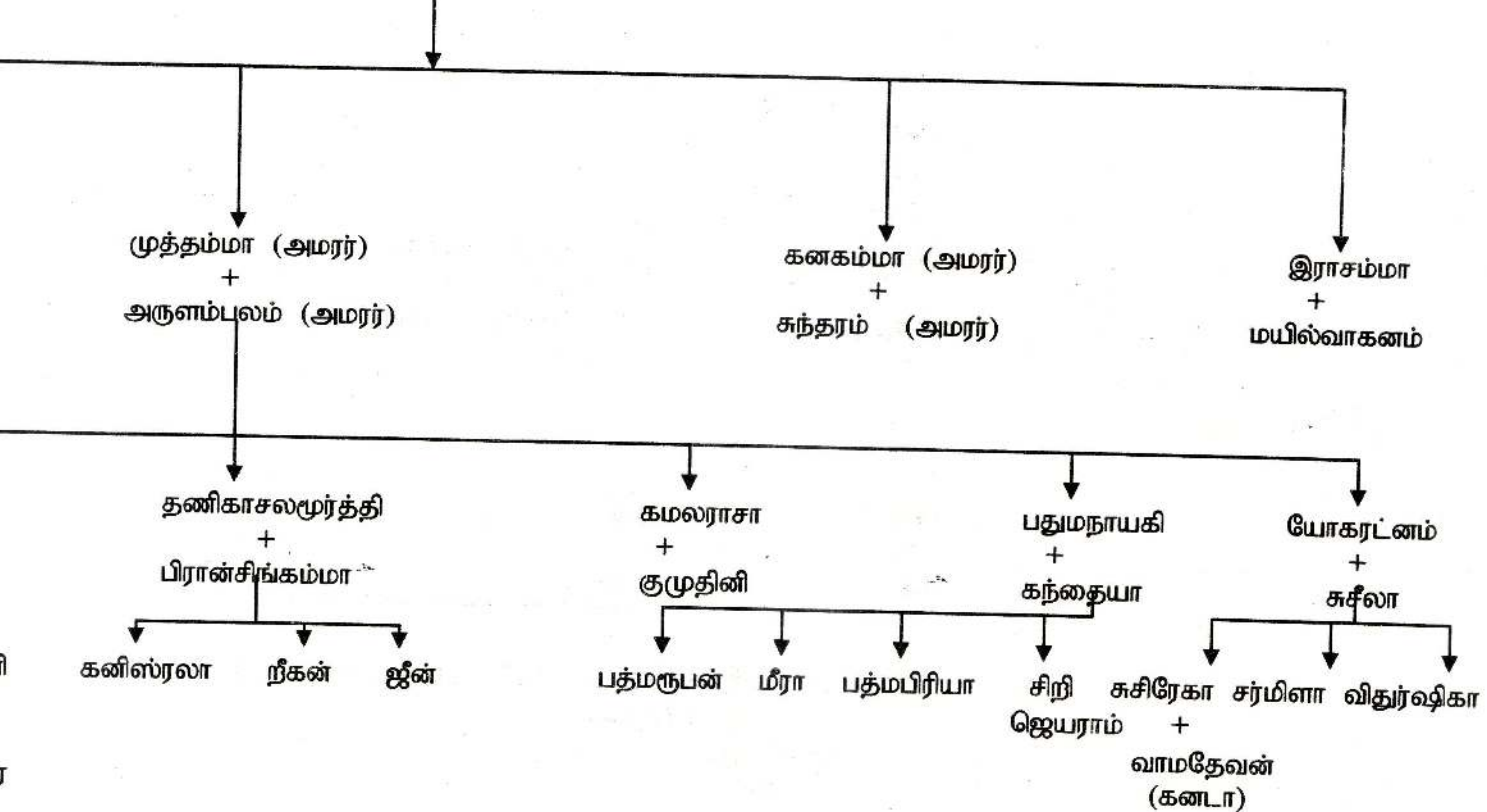 முத்தம்மா (அமரர்)
+
அருளம்புலம் (அமரர்)
கனகம்மா (அமரர்)
+
சுந்தரம் (அமரர்)
இராசம்மா
+
மயில்வாகனம்
தணிகாசலமூர்த்தி
+
பிரான்சிங்கம்மா
கமலராசா
+
குமுதினி
பதுமநாயகி
+
கந்தையா
யோகரட்னம்
+
சுசீலா
கனிஸ்ரலா றீகன் ஜீன்
பத்மரூபன் மீரா பத்மபிரியா சிறி
ஜெயராம்
சுசிரேகா சர்மிளா விதுர்ஷிகா
+
வாமதேவன்
(கனடா)